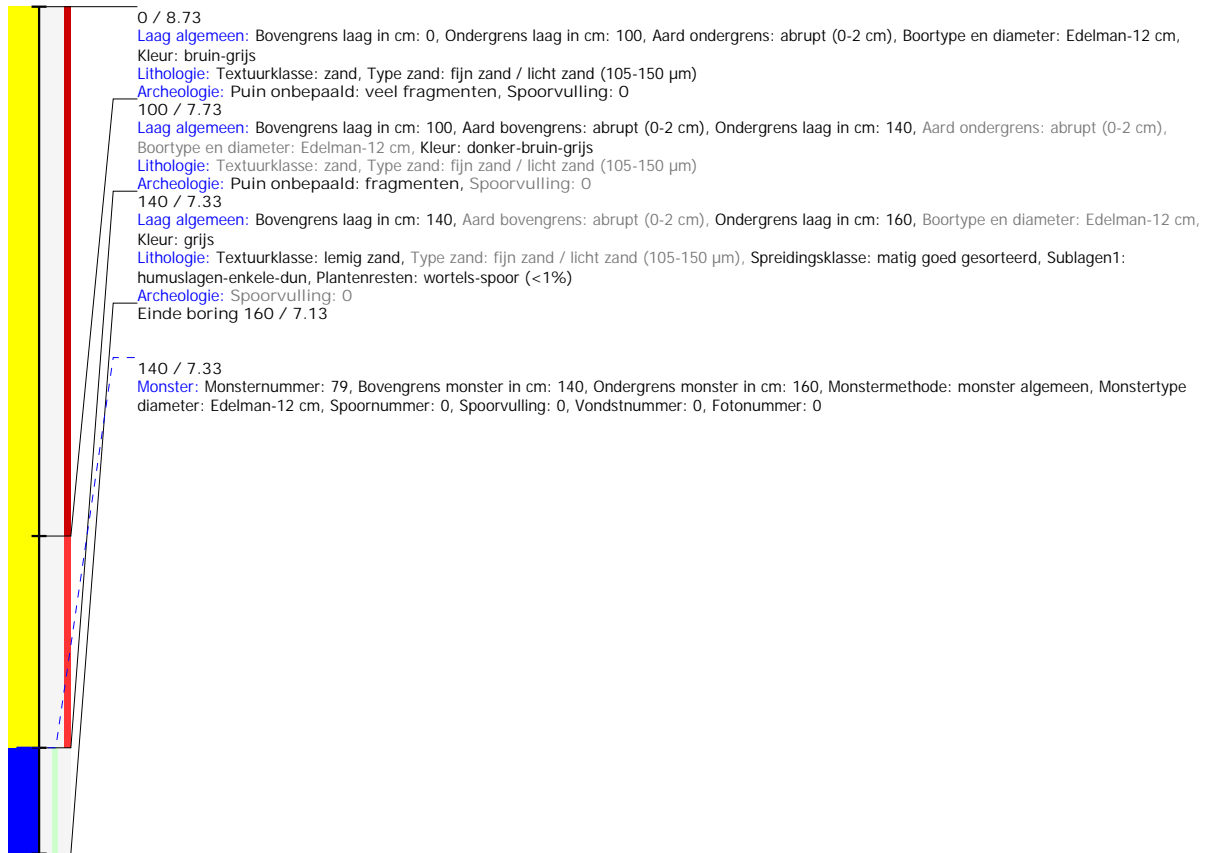 0 / 8.73
Laag algemeen: Bovengrens laag in cm: 0, Ondergrens laag in cm: 100, Aard ondergrens: abrupt (0-2 cm), Boortype en diameter: Edelman-12 cm,
Kleur: bruin-grijs
Lithologie: Textuurklasse: zand, Type zand: fijn zand / licht zand (105-150 µm)
Archeologie: Puin onbepaald: veel fragmenten, Spoorvulling: 0
100 / 7.73
Laag algemeen: Bovengrens laag in cm: 100, Aard bovengrens: abrupt (0-2 cm), Ondergrens laag in cm: 140, Aard ondergrens: abrupt (0-2 cm),
Boortype en diameter: Edelman-12 cm, Kleur: donker-bruin-grijs
Lithologie: Textuurklasse: zand, Type zand: fijn zand / licht zand (105-150 µm)
Archeologie: Puin onbepaald: fragmenten, Spoorvulling: 0
140 / 7.33
Laag algemeen: Bovengrens laag in cm: 140, Aard bovengrens: abrupt (0-2 cm), Ondergrens laag in cm: 160, Boortype en diameter: Edelman-12 cm,
Kleur: grijs
Lithologie: Textuurklasse: lemig zand, Type zand: fijn zand / licht zand (105-150 µm), Spreidingsklasse: matig goed gesorteerd, Sublagen1:
humuslagen-enkele-dun, Plantenresten: wortels-spoor (<1%)
Archeologie: Spoorvulling: 0
Einde boring 160 / 7.13
140 / 7.33
Monster: Monsternummer: 79, Bovengrens monster in cm: 140, Ondergrens monster in cm: 160, Monstermethode: monster algemeen, Monstertype
diameter: Edelman-12 cm, Spoornummer: 0, Spoorvulling: 0, Vondstnummer: 0, Fotonummer: 0